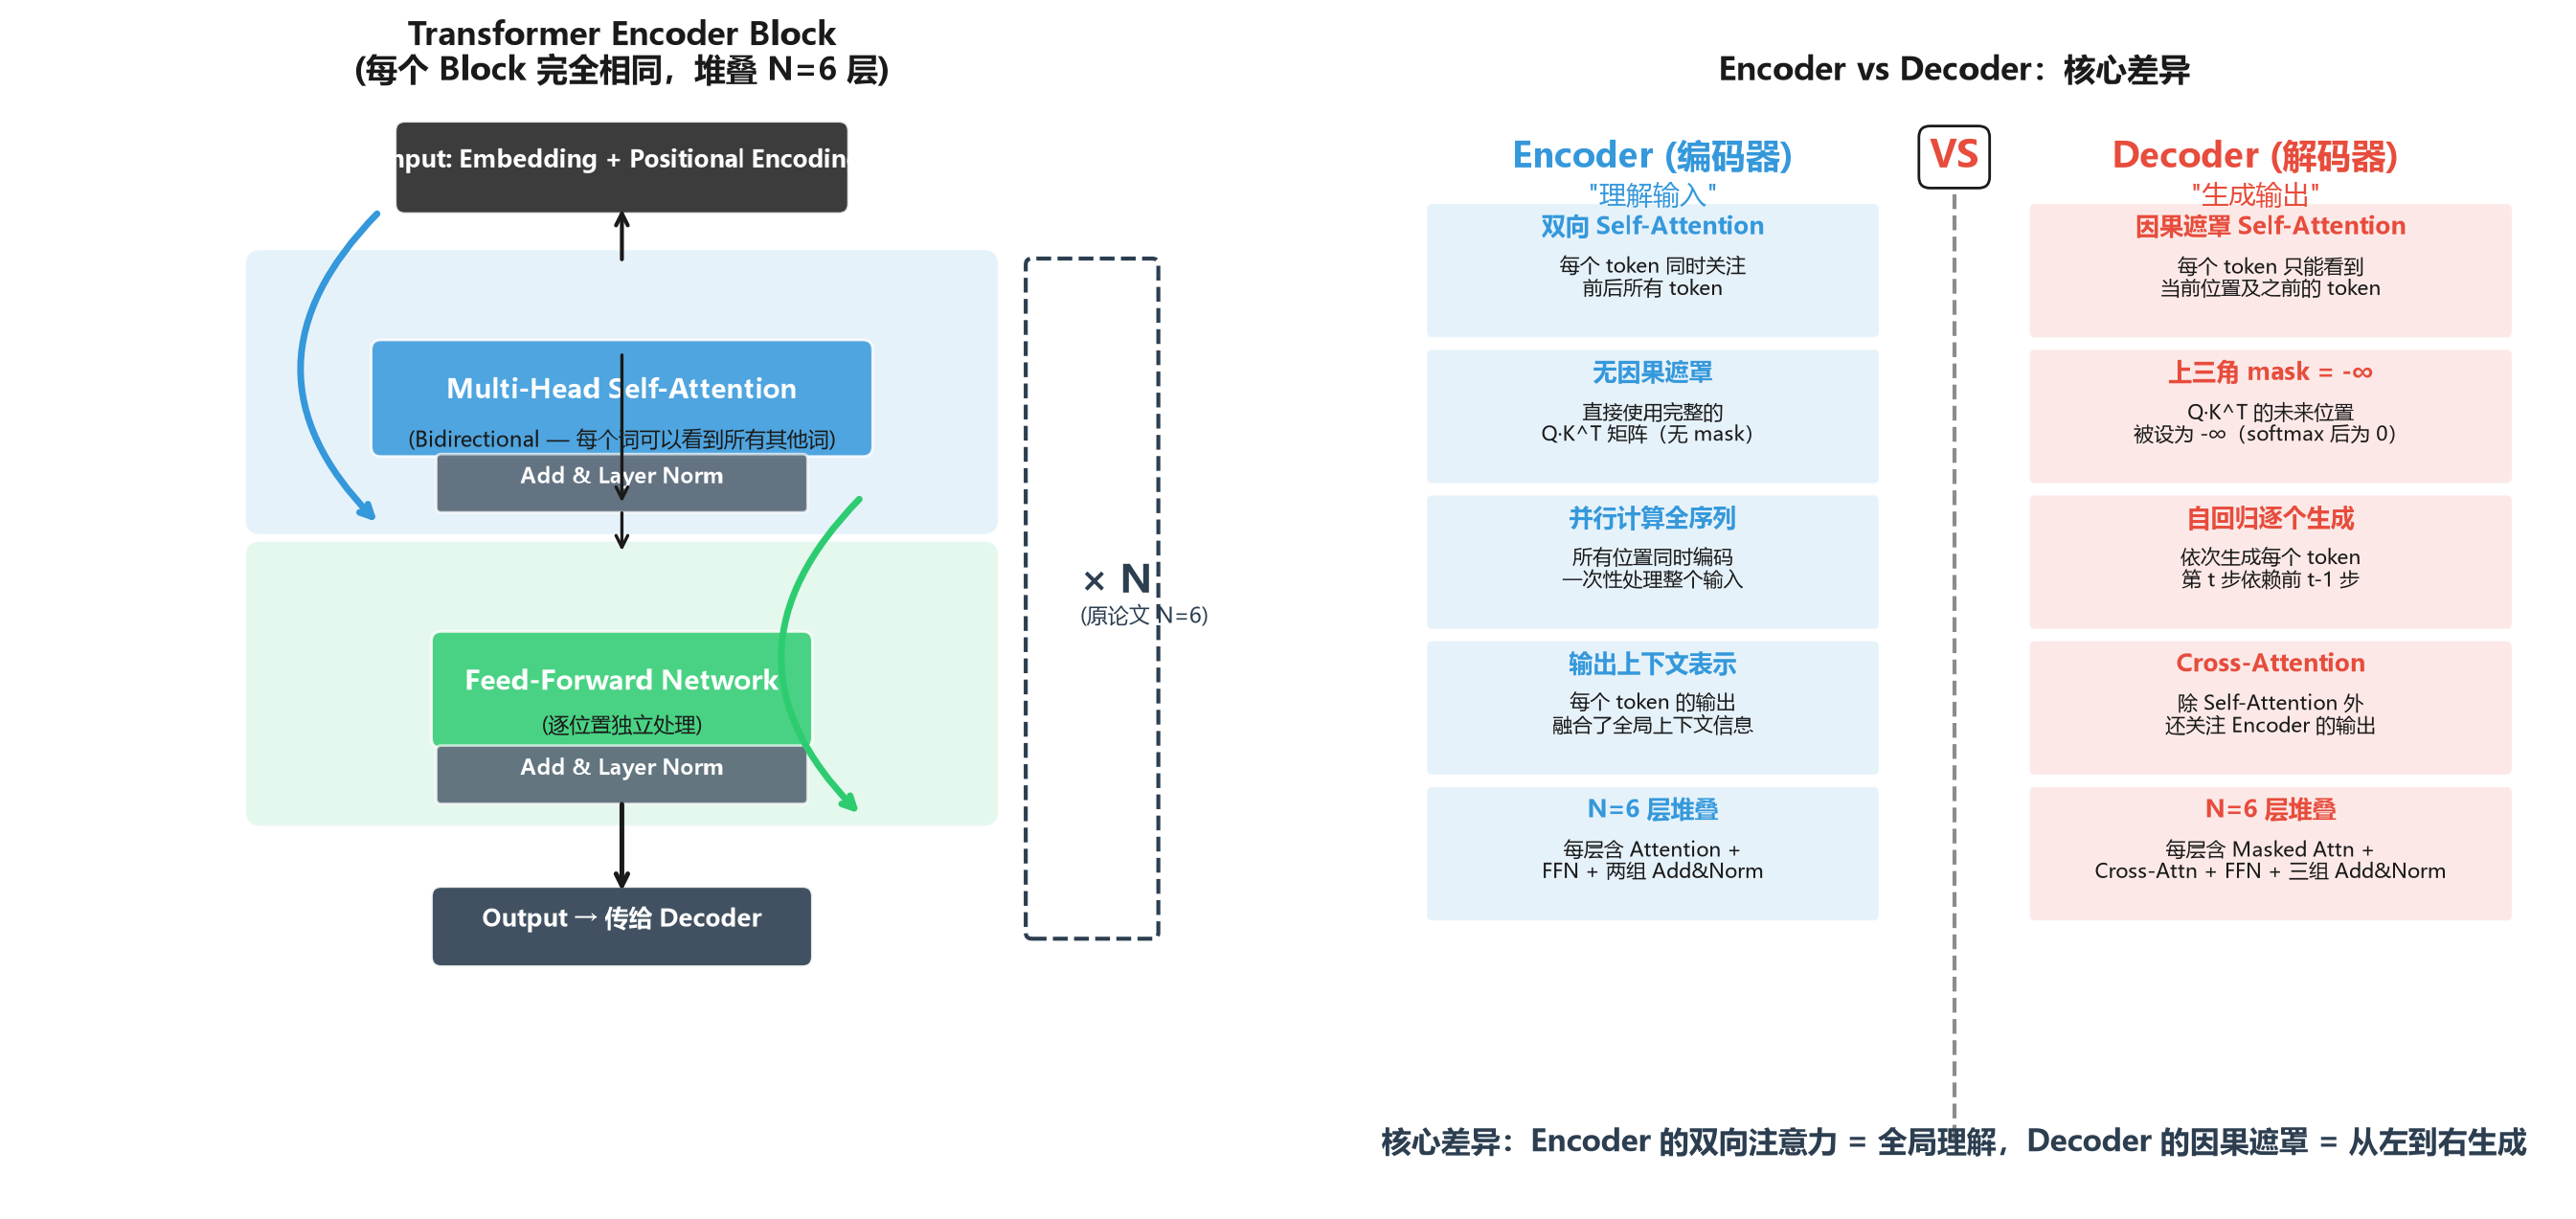 Transformer Encoder Block
(每个 Block 完全相同，堆叠 N=6 层)
nput: Embedding + Positional Encodin
Multi-Head Self-Attention
(Bidirectional — 每个词可以看到所有其他词)
Add & Layer Norm
Feed-Forward Network
(逐位置独立处理)
Add & Layer Norm
Output → 传给 Decoder
× N
(原论文 N=6)
Encoder vs Decoder：核心差异
Encoder (编码器)
"理解输入"
VS
Decoder (解码器)
"生成输出"
双向 Self-Attention
每个 token 同时关注
前后所有 token
因果遮罩 Self-Attention
每个 token 只能看到
当前位置及之前的 token
无因果遮罩
直接使用完整的
Q·K^T 矩阵（无 mask）
上三角 mask = -∞
Q·K^T 的未来位置
被设为 -∞（softmax 后为 0）
并行计算全序列
所有位置同时编码
一次性处理整个输入
自回归逐个生成
依次生成每个 token
第 t 步依赖前 t-1 步
输出上下文表示
每个 token 的输出
融合了全局上下文信息
Cross-Attention
除 Self-Attention 外
还关注 Encoder 的输出
N=6 层堆叠
每层含 Attention +
FFN + 两组 Add&Norm
N=6 层堆叠
每层含 Masked Attn +
Cross-Attn + FFN + 三组 Add&Norm
核心差异：Encoder 的双向注意力 = 全局理解，Decoder 的因果遮罩 = 从左到右生成